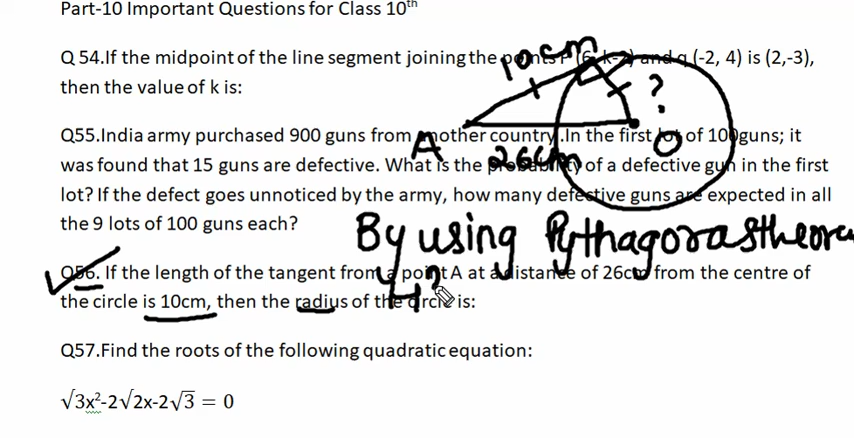 Part-10 Important Questions for Class 10th
Q 54.If the midpoint of the line segment joining the points P (6, k-2) and q (-2, 4) is (2,-3),
then the value of k is:
10cm
?
Q55.India army purchased 900 guns from another country .In the first lot of 100guns; it
A
O
was found that 15 guns are defective. What is the probability of a defective gun in the first
26cm
lot? If the defect goes unnoticed by the army, how many defective guns are expected in all
the 9 lots of 100 guns each?
By using Pythagorastheorem
Q56. If the length of the tangent from a point A at a distance of 26cm from the centre of
the circle is 10cm, then the radius of the circle is:
Q57.Find the roots of the following quadratic equation:
√3x²-2√2x-2√3 = 0